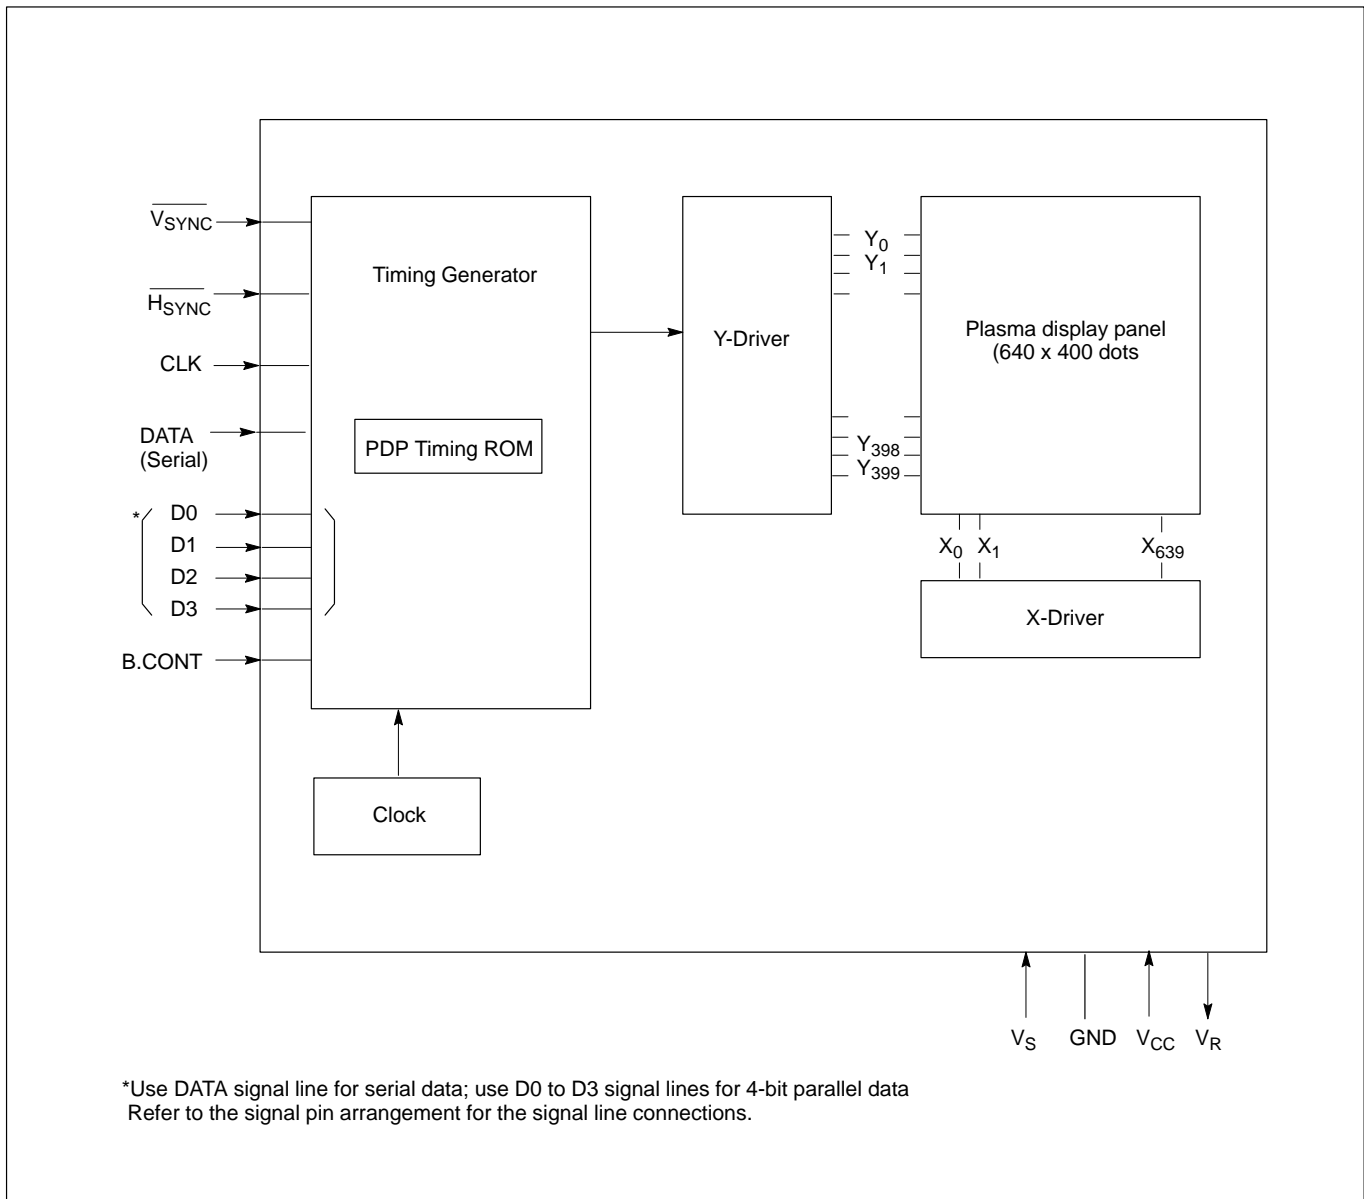 V_SYNC
H_SYNC
CLK
DATA
(Serial)
* D0
D1
D2
D3
B.CONT
Timing Generator
PDP Timing ROM
Clock
Y-Driver
Y0
Y1
Y398
Y399
Plasma display panel
(640 x 400 dots
X0 X1 X639
X-Driver
VS GND VCC VR
*Use DATA signal line for serial data; use D0 to D3 signal lines for 4-bit parallel data
Refer to the signal pin arrangement for the signal line connections.